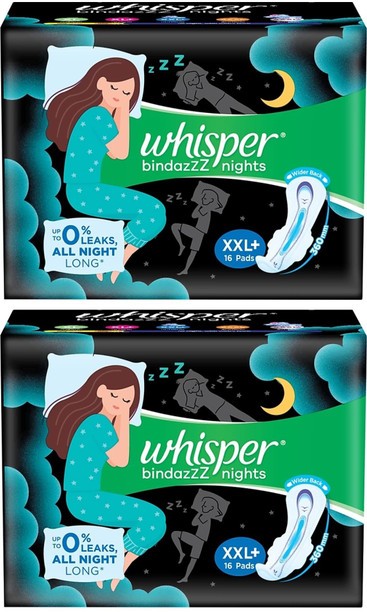 z z Z
whisper®
bindazzZ nights
Wider Back
UP TO 0% LEAKS,
ALL NIGHT
LONG*
XXL+
16 Pads
360mm
z z Z
whisper®
bindazzZ nights
Wider Back
UP TO 0% LEAKS,
ALL NIGHT
LONG*
XXL+
16 Pads
360mm